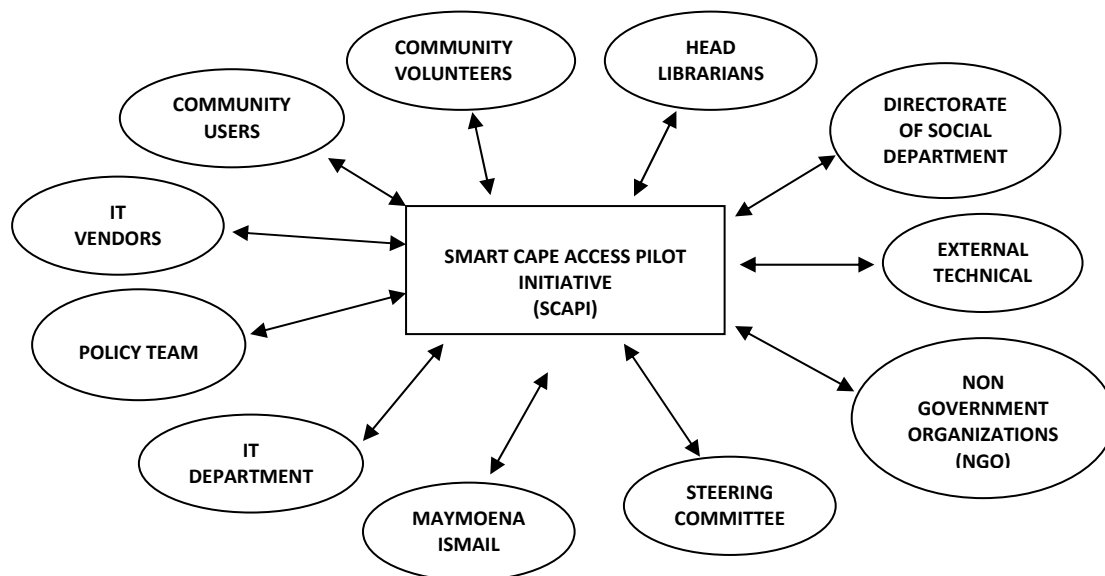 COMMUNITY
VOLUNTEERS
HEAD
LIBRARIANS
COMMUNITY
USERS
DIRECTORATE
OF SOCIAL
DEPARTMENT
IT
VENDORS
SMART CAPE ACCESS PILOT
INITIATIVE
(SCAPI)
EXTERNAL
TECHNICAL
POLICY TEAM
NON
GOVERNMENT
ORGANIZATIONS
(NGO)
IT
DEPARTMENT
MAYMOENA
ISMAIL
STEERING
COMMITTEE